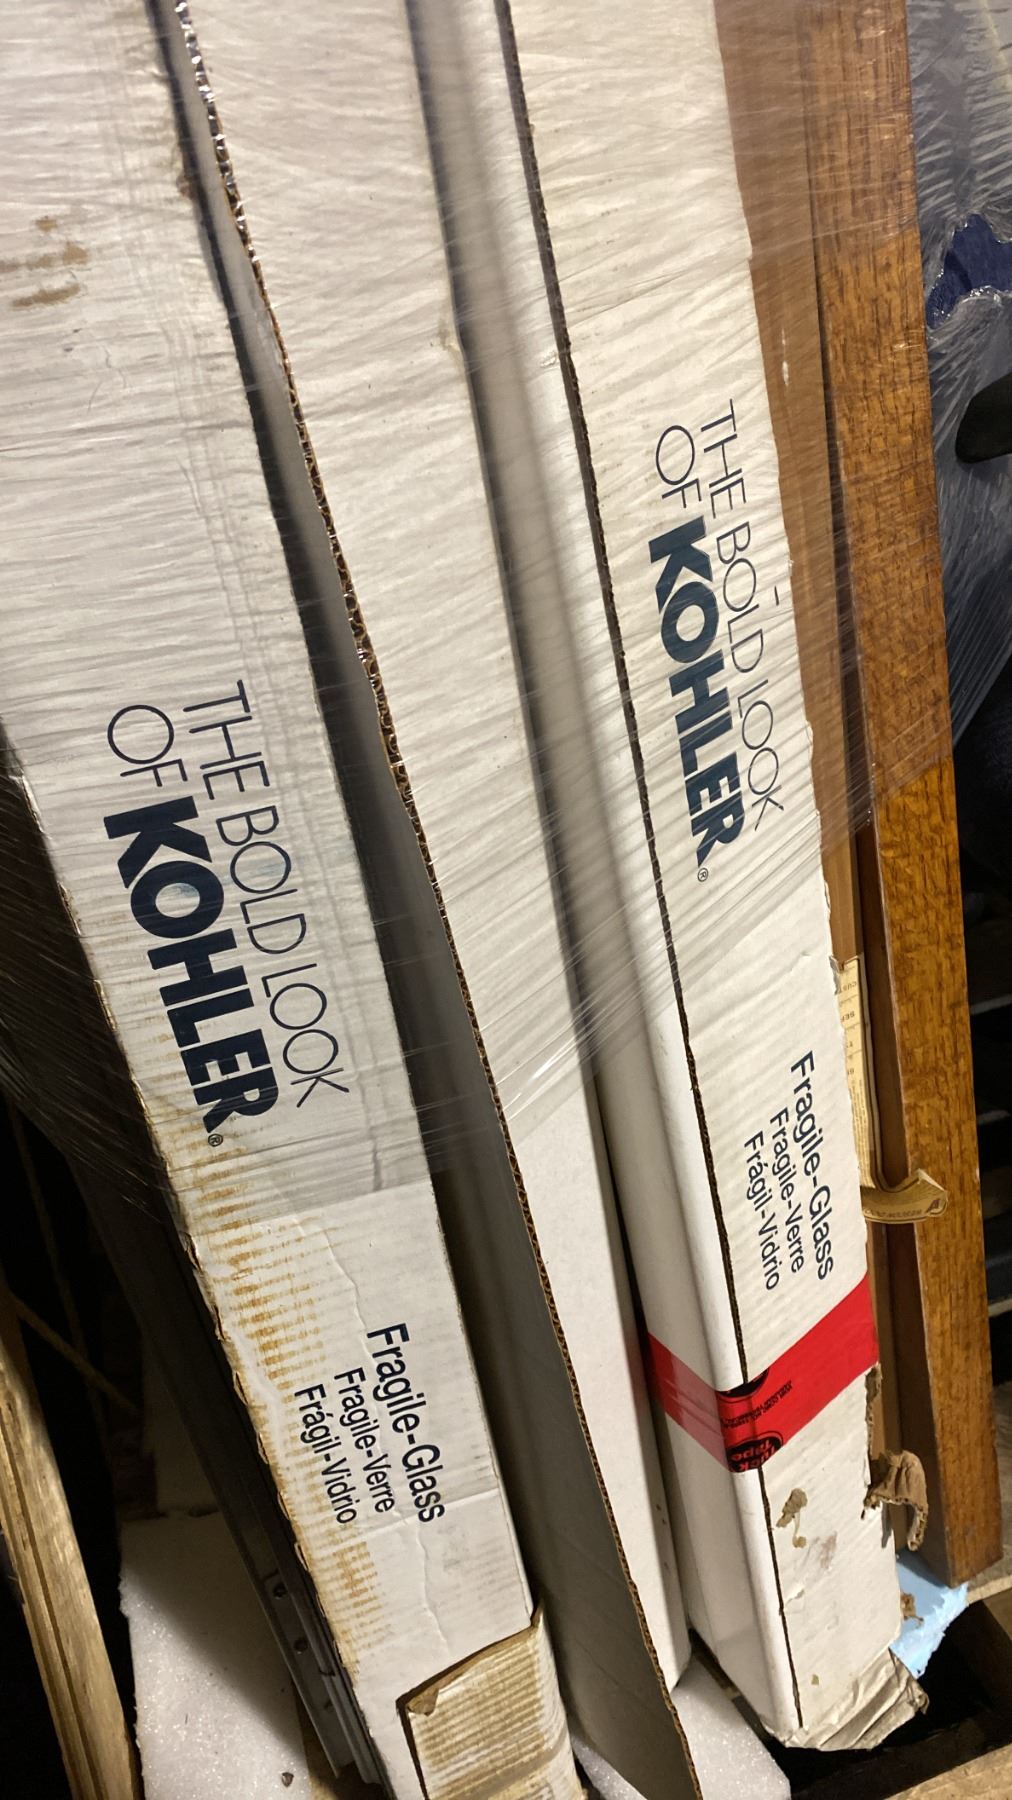 THE BOLD LOOK
OF KOHLER®
Fragile-Glass
Fragile-Verre
Frágil-Vidrio
THE BOLD LOOK
OF KOHLER®
Fragile-Glass
Fragile-Verre
Frágil-Vidrio